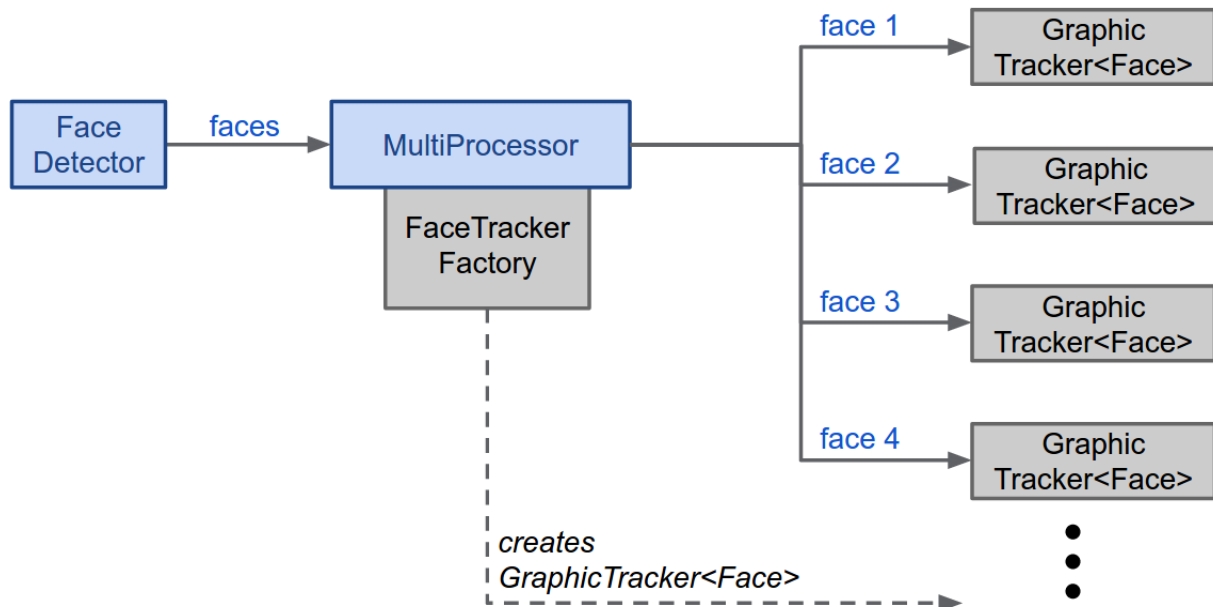 Face
Detector
faces
MultiProcessor
FaceTracker
Factory
face 1
Graphic
Tracker<Face>
face 2
Graphic
Tracker<Face>
face 3
Graphic
Tracker<Face>
face 4
Graphic
Tracker<Face>
creates
GraphicTracker<Face>